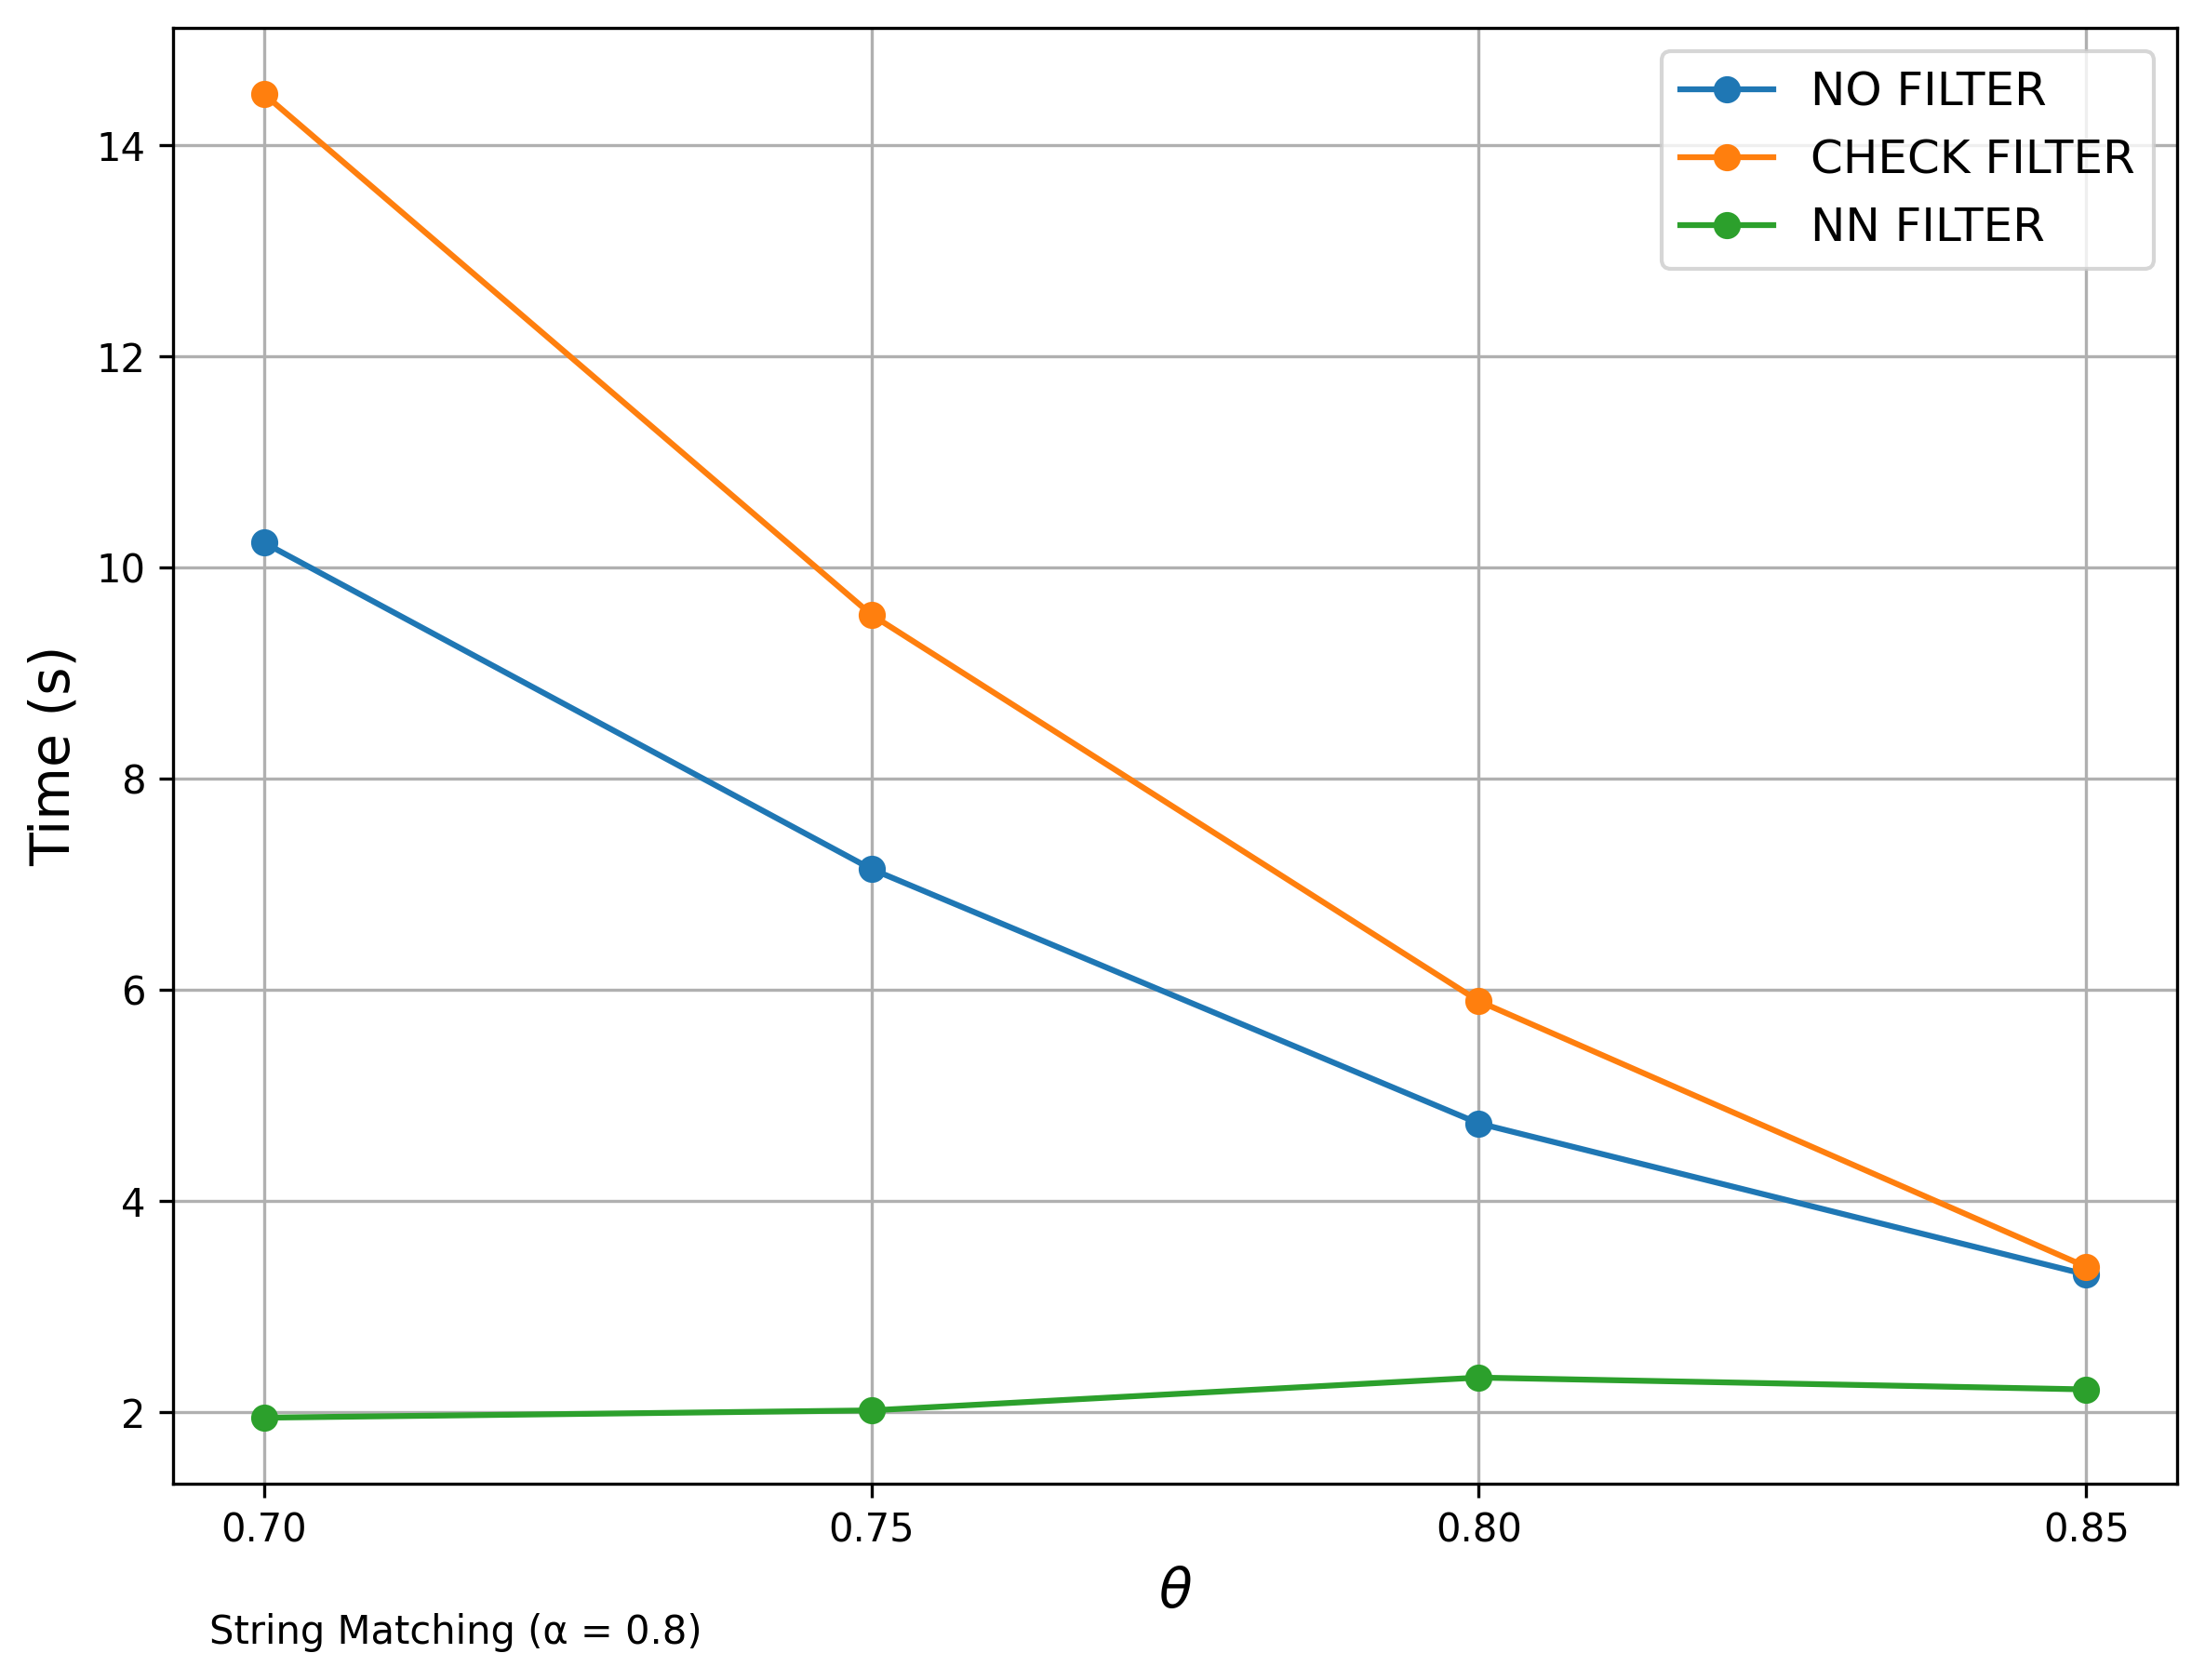 NO FILTER
CHECK FILTER
NN FILTER
Time (s)
14
12
10
8
6
4
2
0.70 0.75 0.80 0.85
θ
String Matching (α = 0.8)